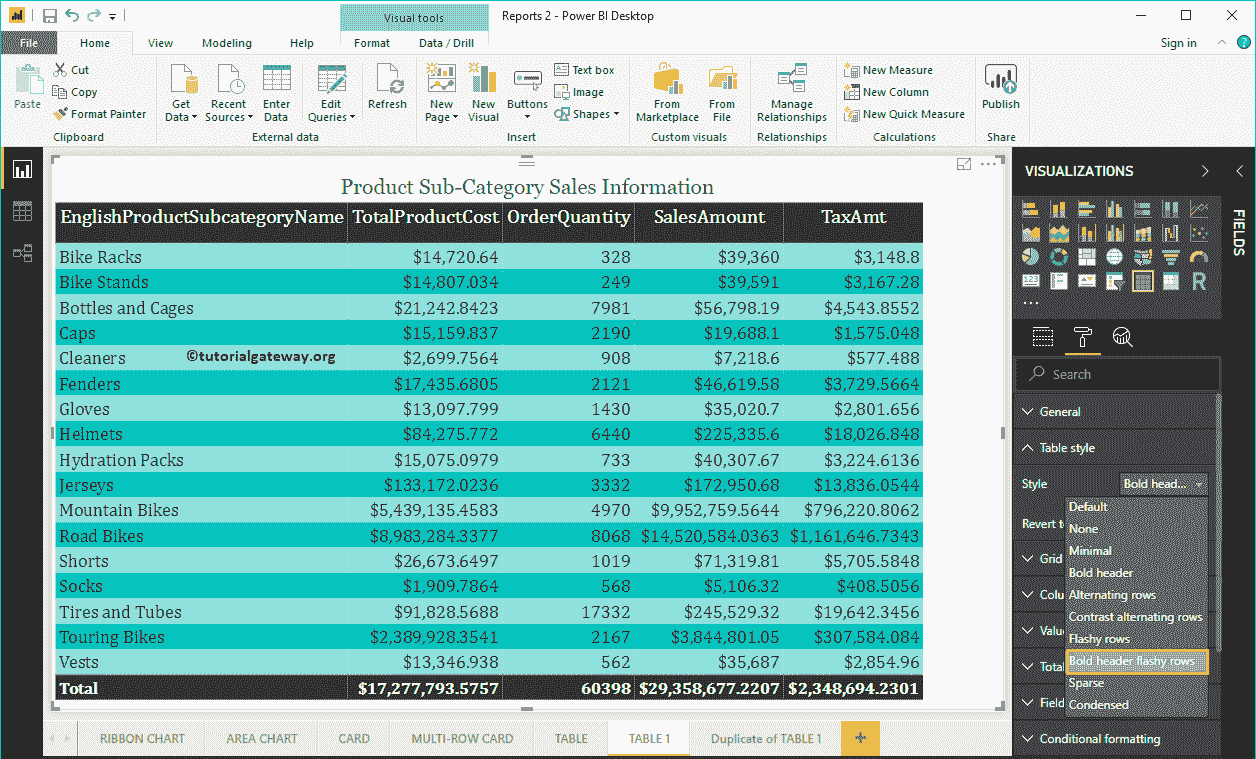 Visual tools
Reports 2 - Power BI Desktop
File Home View Modeling Help Format Data / Drill Sign in ?
Paste
Cut
Copy
Format Painter
Clipboard
Get Data
Recent Sources
Enter Data
Edit Queries
Refresh
External data
New Page
New Visual
Buttons
Text box
Image
Shapes
Insert
From Marketplace
From File
Custom visuals
Manage Relationships
Relationships
New Measure
New Column
New Quick Measure
Calculations
Publish
Share
Product Sub-Category Sales Information
EnglishProductSubcategoryName TotalProductCost OrderQuantity SalesAmount TaxAmt
Bike Racks $14,720.64 328 $39,360 $3,148.8
Bike Stands $14,807.034 249 $39,591 $3,167.28
Bottles and Cages $21,242.8423 7981 $56,798.19 $4,543.8552
Caps $15,159.837 2190 $19,688.1 $1,575.048
Cleaners $2,699.7564 908 $7,218.6 $577.488
©tutorialgateway.org
Fenders $17,435.6805 2121 $46,619.58 $3,729.5664
Gloves $13,097.799 1430 $35,020.7 $2,801.656
Helmets $84,275.772 6440 $225,335.6 $18,026.848
Hydration Packs $15,075.0979 733 $40,307.67 $3,224.6136
Jerseys $133,172.0236 3332 $172,950.68 $13,836.0544
Mountain Bikes $5,439,135.4583 4970 $9,952,759.5644 $796,220.8062
Road Bikes $8,983,284.3377 8068 $14,520,584.0363 $1,161,646.7343
Shorts $26,673.6497 1019 $71,319.81 $5,705.5848
Socks $1,909.7864 568 $5,106.32 $408.5056
Tires and Tubes $91,828.5688 17332 $245,529.32 $19,642.3456
Touring Bikes $2,389,928.3541 2167 $3,844,801.05 $307,584.084
Vests $13,346.938 562 $35,687 $2,854.96
Total $17,277,793.5757 60398 $29,358,677.2207 $2,348,694.2301
VISUALIZATIONS
FIELDS
123
R
Search
General
Table style
Style Bold head...
Revert t
Grid
Colu
Valu
Total
Field
Default
None
Minimal
Bold header
Alternating rows
Contrast alternating rows
Flashy rows
Bold header flashy rows
Sparse
Condensed
Conditional formatting
RIBBON CHART AREA CHART CARD MULTI-ROW CARD TABLE TABLE 1 Duplicate of TABLE 1 +